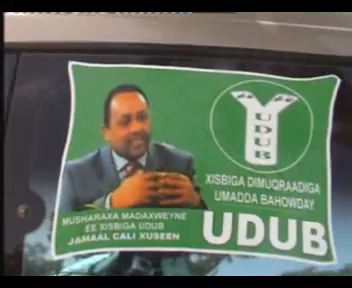 UDUB
XISBIGA DIMUQRAADIGA
UMADDA BAHOWDAY
UDUB
MUSHARAXA MADAXWEYNE
EE XISBIGA UDUB
JAMAAL CALI XUSEEN